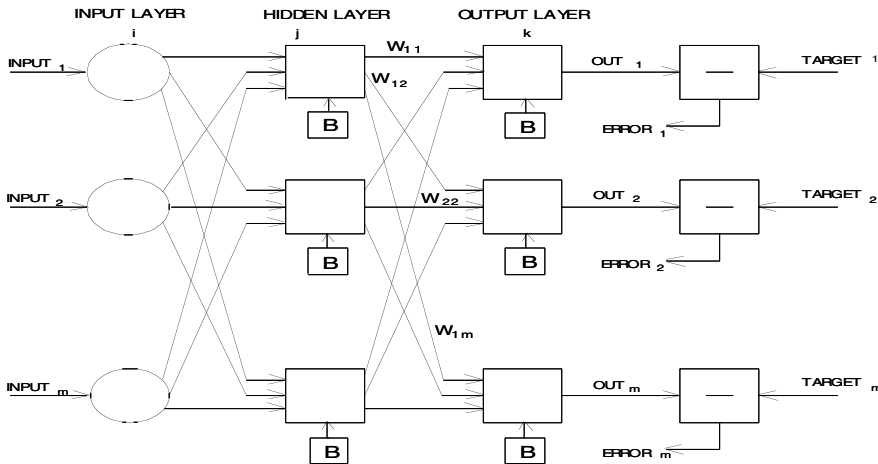 INPUT LAYER HIDDEN LAYER OUTPUT LAYER
i j k
INPUT 1 W11 OUT 1 TARGET 1
W12
B B ERROR 1
INPUT 2 W22 OUT 2 TARGET 2
B B ERROR 2
W1m
INPUT m OUT m TARGET m
B B ERROR m